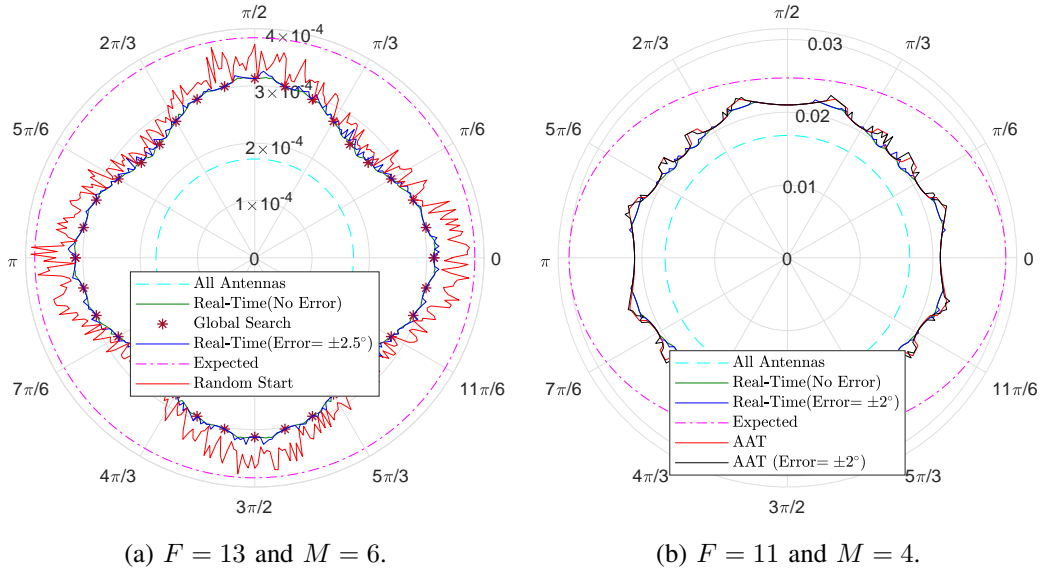 π/2
2π/3
π/3
5π/6
π/6
π
0
7π/6
11π/6
4π/3
5π/3
3π/2
4×10⁻⁴
3×10⁻⁴
2×10⁻⁴
1×10⁻⁴
0
All Antennas
Real-Time(No Error)
Global Search
Real-Time(Error= ±2.5°)
Expected
Random Start
(a) F = 13 and M = 6.
π/2
2π/3
π/3
5π/6
π/6
π
0
7π/6
11π/6
4π/3
5π/3
3π/2
0.03
0.02
0.01
0
All Antennas
Real-Time(No Error)
Real-Time(Error= ±2°)
Expected
AAT
AAT (Error= ±2°)
(b) F = 11 and M = 4.